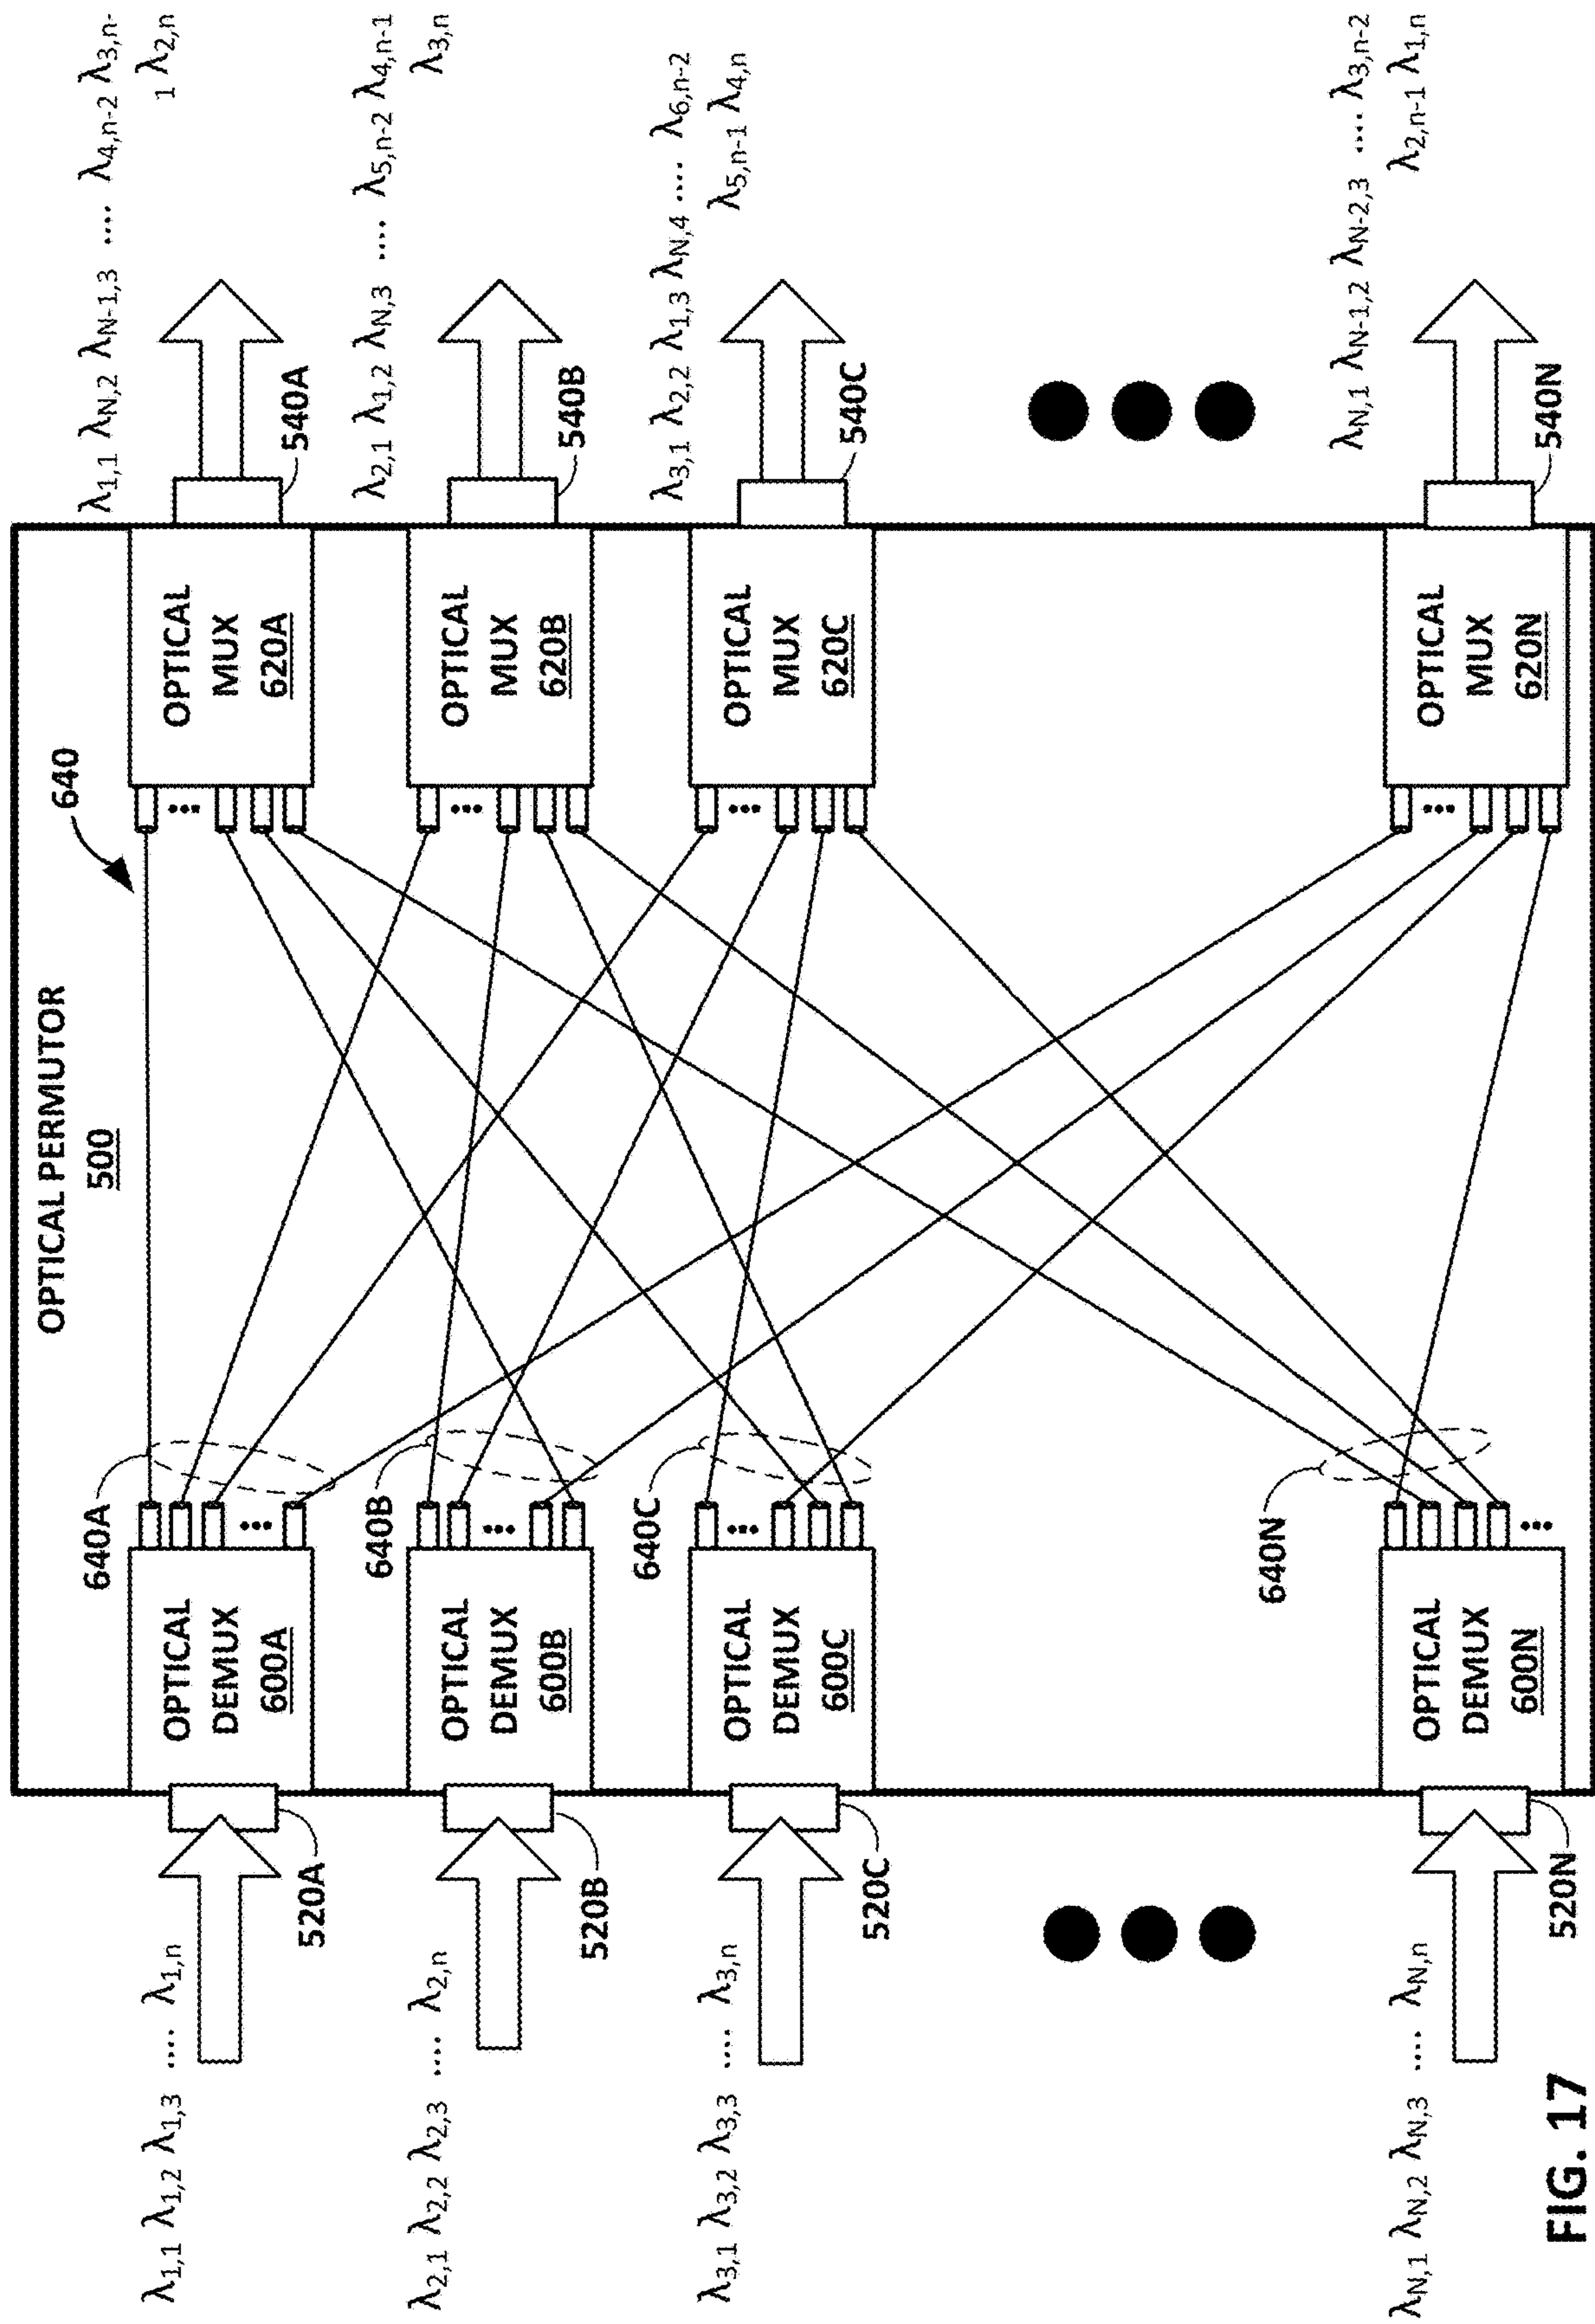 OPTICAL PERMUTOR
500
640
λ1,1 λ1,2 λ1,3 .... λ1,n
520A
OPTICAL
DEMUX
600A
640A
OPTICAL
MUX
620A
540A
λ1,1 λN,2 λN-1,3 .... λ4,n-2 λ3,n-
1 λ2,n
λ2,1 λ2,2 λ2,3 .... λ2,n
520B
OPTICAL
DEMUX
600B
640B
OPTICAL
MUX
620B
540B
λ2,1 λ1,2 λN,3 .... λ5,n-2 λ4,n-1
λ3,n
λ3,1 λ3,2 λ3,3 .... λ3,n
520C
OPTICAL
DEMUX
600C
640C
OPTICAL
MUX
620C
540C
λ3,1 λ2,2 λ1,3 λN,4 .... λ6,n-2
λ5,n-1 λ4,n
λN,1 λN,2 λN,3 .... λN,n
520N
OPTICAL
DEMUX
600N
640N
OPTICAL
MUX
620N
540N
λN,1 λN-1,2 λN-2,3 .... λ3,n-2
λ2,n-1 λ1,n
FIG. 17